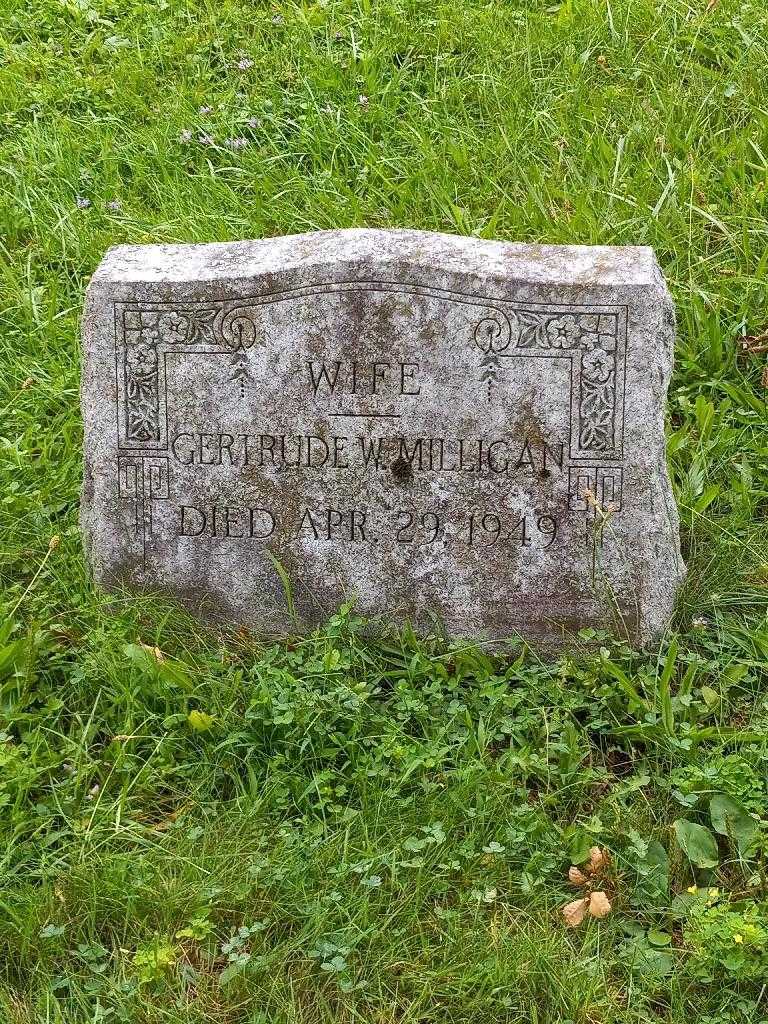 WIFE
GERTRUDE W. MILLIGAN
DIED APR. 29, 1949